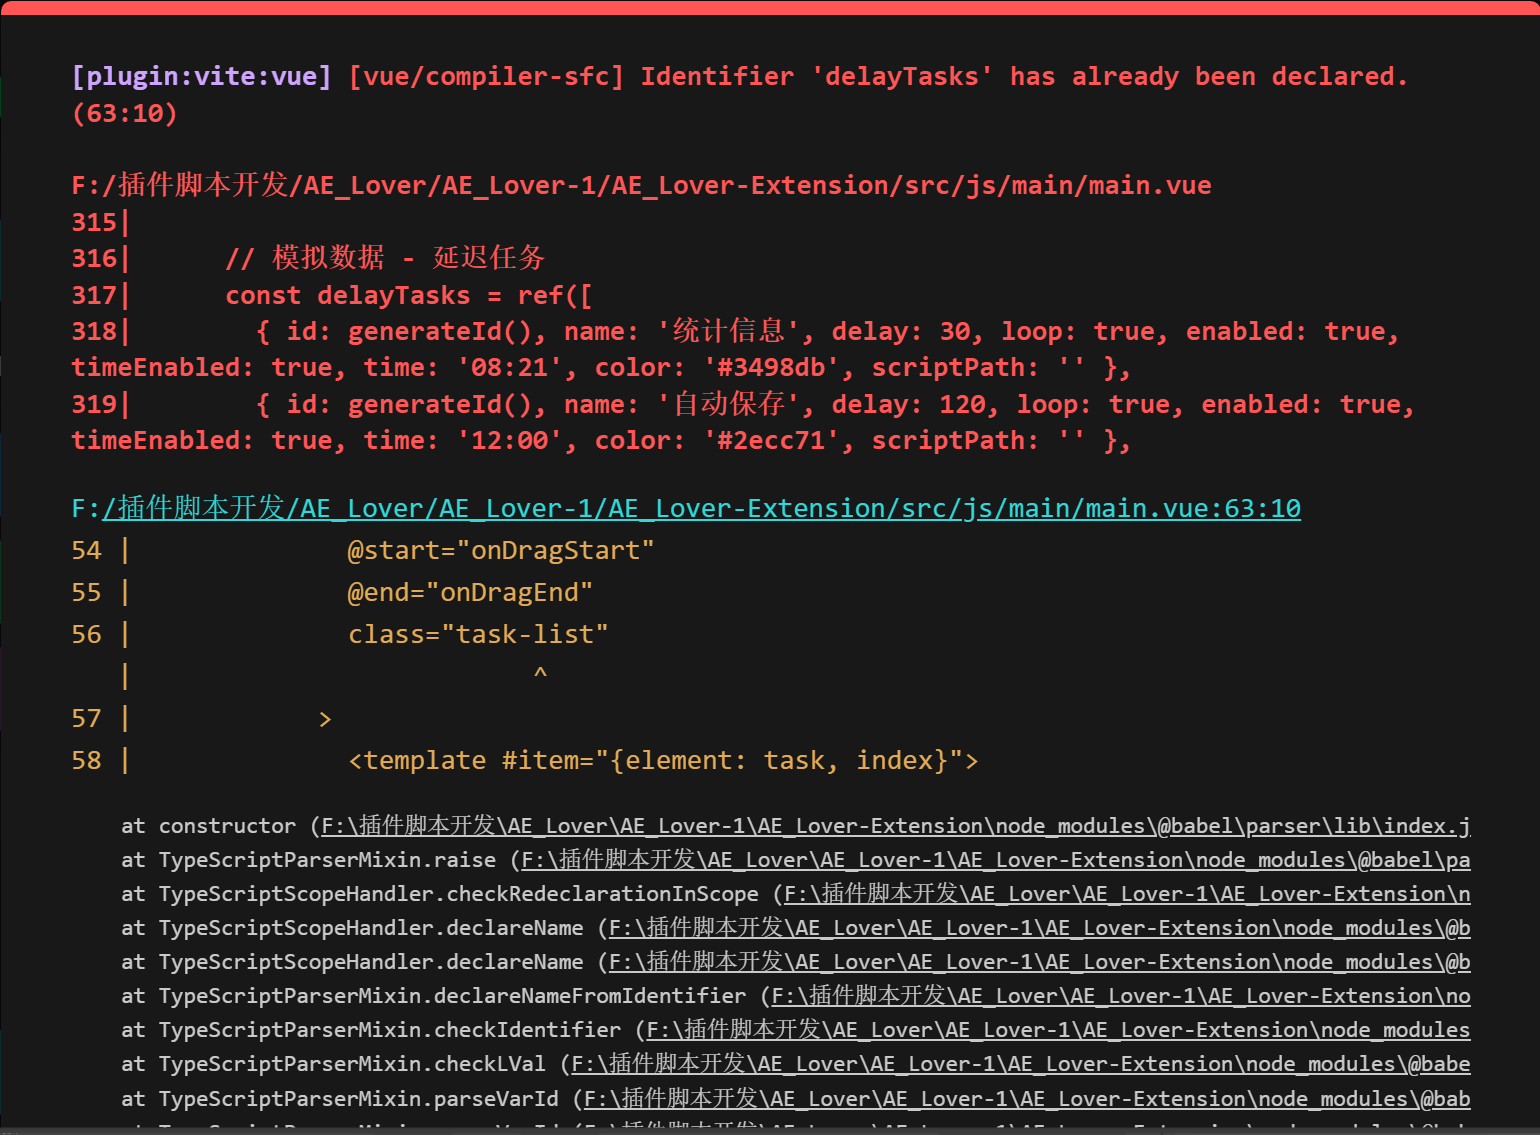 [plugin:vite:vue] [vue/compiler-sfc] Identifier 'delayTasks' has already been declared.
(63:10)
F:/插件脚本开发/AE_Lover/AE_Lover-1/AE_Lover-Extension/src/js/main/main.vue
315|
316|      // 模拟数据 - 延迟任务
317|      const delayTasks = ref([
318|        { id: generateId(), name: '统计信息', delay: 30, loop: true, enabled: true,
timeEnabled: true, time: '08:21', color: '#3498db', scriptPath: '' },
319|        { id: generateId(), name: '自动保存', delay: 120, loop: true, enabled: true,
timeEnabled: true, time: '12:00', color: '#2ecc71', scriptPath: '' },
F:/插件脚本开发/AE_Lover/AE_Lover-1/AE_Lover-Extension/src/js/main/main.vue:63:10
54 |              @start="onDragStart"
55 |              @end="onDragEnd"
56 |              class="task-list"
   |                          ^
57 |            >
58 |              <template #item="{element: task, index}">
at constructor (F:\插件脚本开发\AE_Lover\AE_Lover-1\AE_Lover-Extension\node_modules\@babel\parser\lib\index.j
at TypeScriptParserMixin.raise (F:\插件脚本开发\AE_Lover\AE_Lover-1\AE_Lover-Extension\node_modules\@babel\pa
at TypeScriptScopeHandler.checkRedeclarationInScope (F:\插件脚本开发\AE_Lover\AE_Lover-1\AE_Lover-Extension\n
at TypeScriptScopeHandler.declareName (F:\插件脚本开发\AE_Lover\AE_Lover-1\AE_Lover-Extension\node_modules\@b
at TypeScriptScopeHandler.declareName (F:\插件脚本开发\AE_Lover\AE_Lover-1\AE_Lover-Extension\node_modules\@b
at TypeScriptParserMixin.declareNameFromIdentifier (F:\插件脚本开发\AE_Lover\AE_Lover-1\AE_Lover-Extension\no
at TypeScriptParserMixin.checkIdentifier (F:\插件脚本开发\AE_Lover\AE_Lover-1\AE_Lover-Extension\node_modules
at TypeScriptParserMixin.checkLVal (F:\插件脚本开发\AE_Lover\AE_Lover-1\AE_Lover-Extension\node_modules\@babe
at TypeScriptParserMixin.parseVarId (F:\插件脚本开发\AE_Lover\AE_Lover-1\AE_Lover-Extension\node_modules\@bab